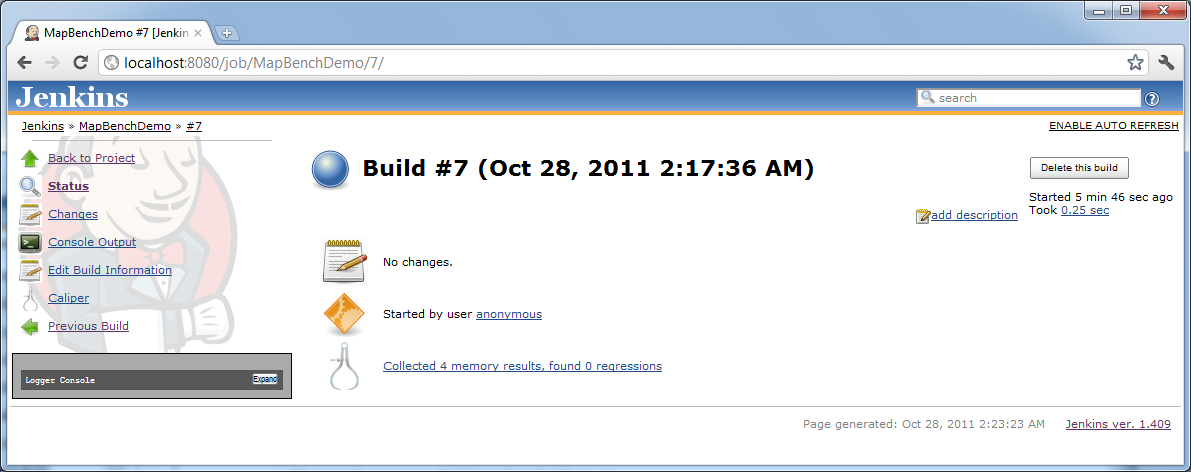 MapBenchDemo #7 [Jenkin
localhost:8080/job/MapBenchDemo/7/
Jenkins
search
Jenkins » MapBenchDemo » #7
ENABLE AUTO REFRESH
Back to Project
Status
Changes
Console Output
Edit Build Information
Caliper
Previous Build
Logger Console
Expand
Build #7 (Oct 28, 2011 2:17:36 AM)
Delete this build
Started 5 min 46 sec ago
Took 0.25 sec
add description
No changes.
Started by user anonymous
Collected 4 memory results, found 0 regressions
Page generated: Oct 28, 2011 2:23:23 AM
Jenkins ver. 1.409